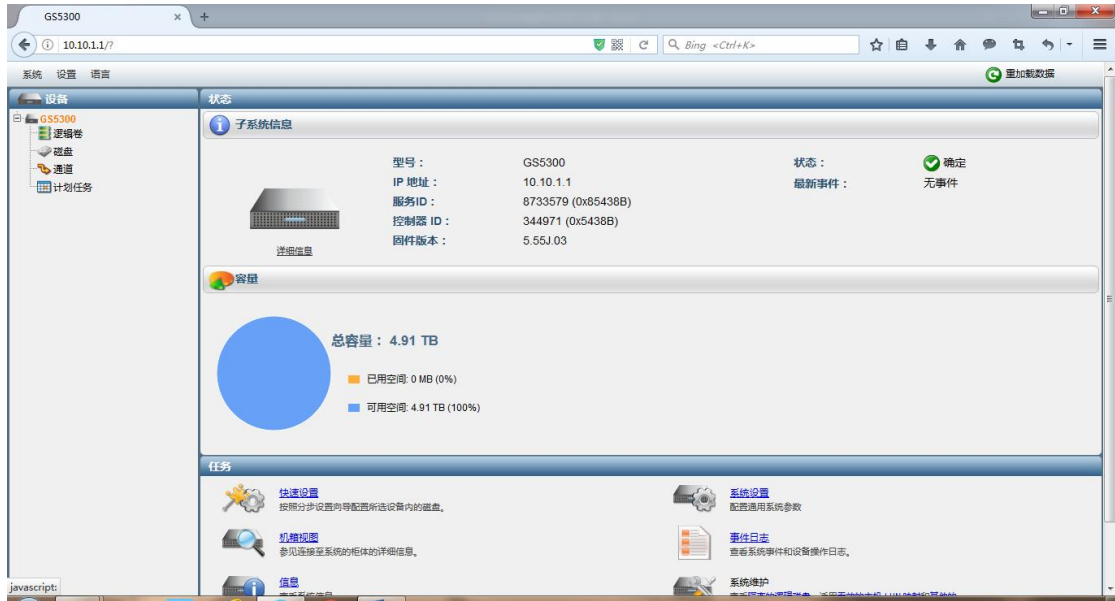 GS5300
10.10.1.1/?
Bing <Ctrl+K>
系统 设置 语言
重加载数据
设备
状态
GS5300
逻辑卷
磁盘
通道
计划任务
子系统信息
型号： GS5300 状态： 确定
IP 地址： 10.10.1.1 最新事件： 无事件
服务ID： 8733579 (0x85438B)
控制器 ID： 344971 (0x5438B)
固件版本： 5.55J.03
详细信息
容量
总容量： 4.91 TB
已用空间: 0 MB (0%)
可用空间: 4.91 TB (100%)
任务
快速设置
按照分步设置向导配置所选设备内的磁盘。
系统设置
配置通用系统参数
机箱视图
参见连接至系统的柜体的详细信息。
事件日志
查看系统事件和设备操作日志。
信息
系统维护
javascript: